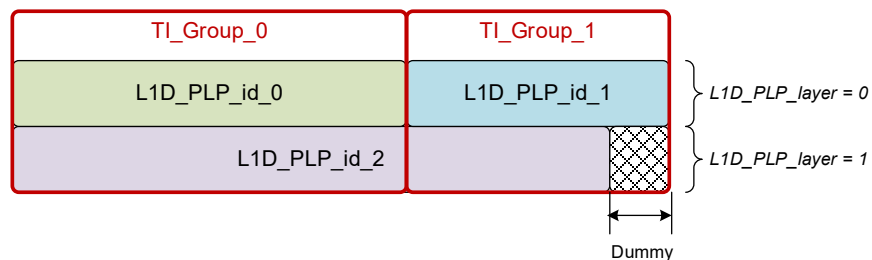 TI_Group_0
TI_Group_1
L1D_PLP_id_0
L1D_PLP_id_1
L1D_PLP_layer = 0
L1D_PLP_id_2
L1D_PLP_layer = 1
Dummy